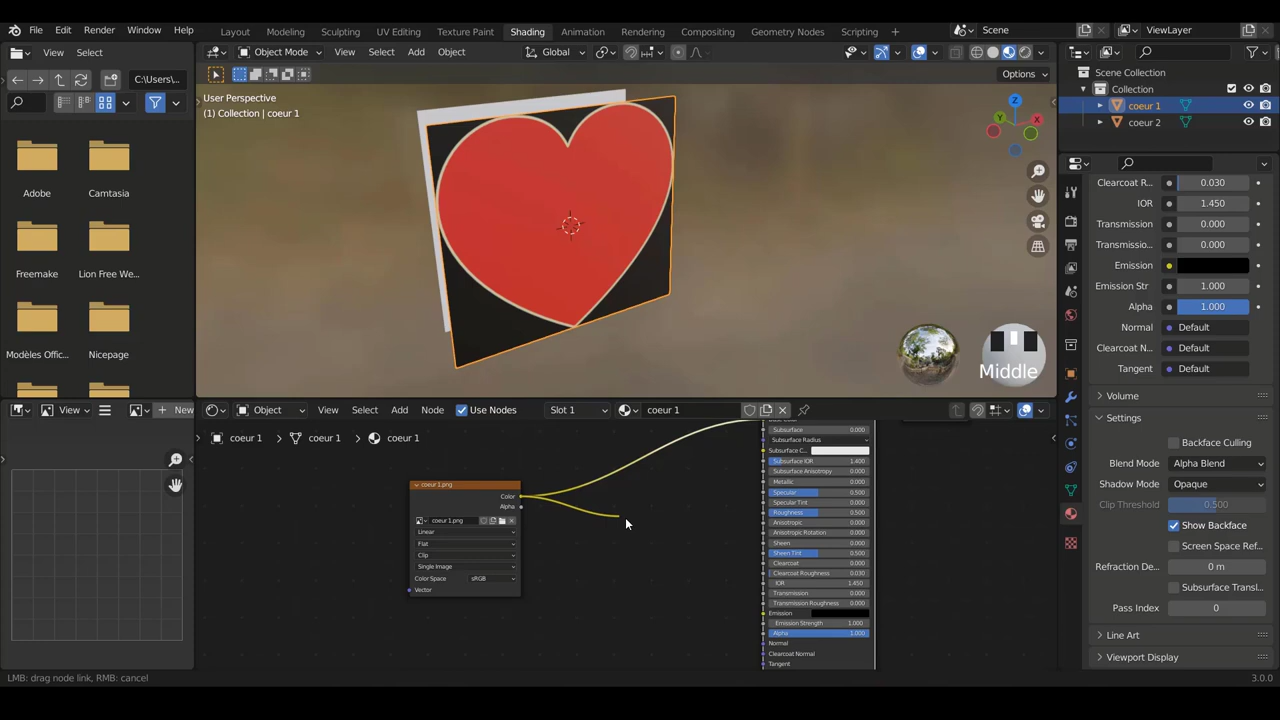 File Edit Render Window Help
Layout Modeling Sculpting UV Editing Texture Paint Shading Animation Rendering Compositing Geometry Nodes Scripting +
Scene
ViewLayer
View Select
Object Mode View Select Add Object
Global
Options
C:\Users\...
User Perspective
(1) Collection | coeur 1
Z
Y
X
Scene Collection
Collection
coeur 1
coeur 2
Adobe
Camtasia
Freemake
Lion Free We...
Modèles Offic...
Nicepage
Middle
Clearcoat R... 0.030
IOR 1.450
Transmission 0.000
Transmissio... 0.000
Emission
Emission Str 1.000
Alpha 1.000
Normal Default
Clearcoat N... Default
Tangent Default
Volume
Settings
Backface Culling
Blend Mode Alpha Blend
Shadow Mode Opaque
Clip Threshold 0.500
Show Backface
Screen Space Ref...
Refraction De... 0 m
Subsurface Transl...
Pass Index 0
Line Art
Viewport Display
View
New
Object View Select Add Node Use Nodes Slot 1 coeur 1
coeur 1 > coeur 1 > coeur 1
coeur 1.png
Color
Alpha
coeur 1.png
Linear
Flat
Clip
Single Image
Color Space sRGB
Vector
Subsurface 0.000
Subsurface Radius
Subsurface C...
Subsurface IOR 1.400
Subsurface Anisotropy 0.000
Metallic 0.000
Specular 0.500
Specular Tint 0.000
Roughness 0.500
Anisotropic 0.000
Anisotropic Rotation 0.000
Sheen 0.000
Sheen Tint 0.500
Clearcoat 0.000
Clearcoat Roughness 0.030
IOR 1.450
Transmission 0.000
Transmission Roughness 0.000
Emission
Emission Strength 1.000
Alpha 1.000
Normal
Clearcoat Normal
Tangent
LMB: drag node link, RMB: cancel
3.0.0